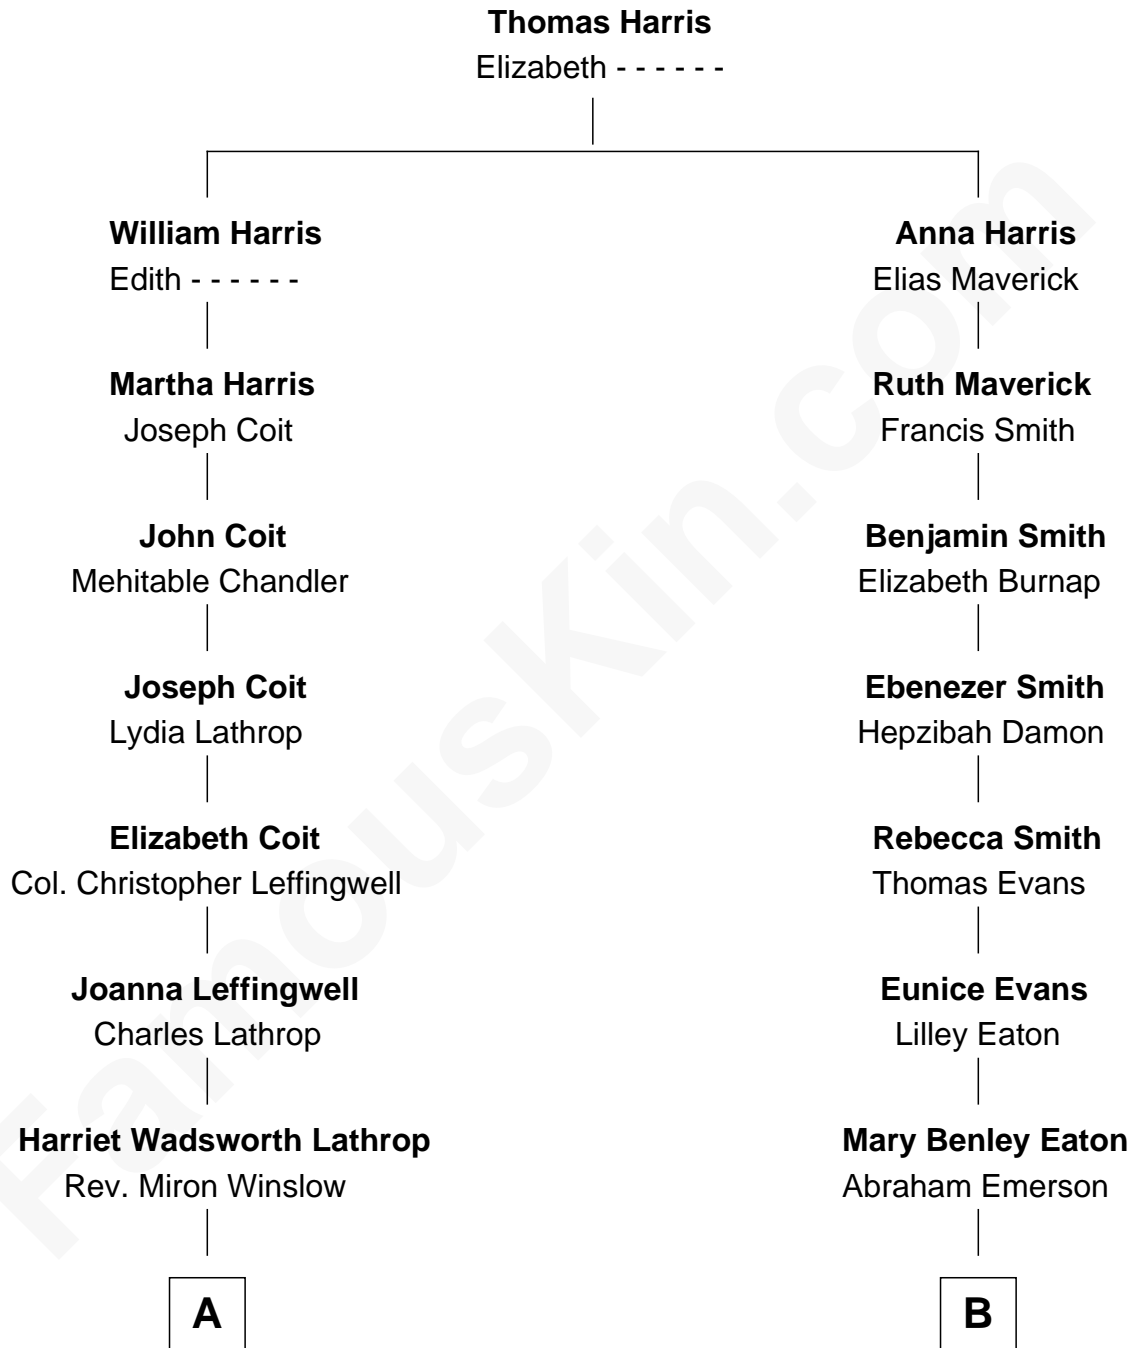 Thomas Harris
Elizabeth - - - - - -
William Harris
Edith - - - - - -
Martha Harris
Joseph Coit
John Coit
Mehitable Chandler
Joseph Coit
Lydia Lathrop
Elizabeth Coit
Col. Christopher Leffingwell
Joanna Leffingwell
Charles Lathrop
Harriet Wadsworth Lathrop
Rev. Miron Winslow
A
Anna Harris
Elias Maverick
Ruth Maverick
Francis Smith
Benjamin Smith
Elizabeth Burnap
Ebenezer Smith
Hepzibah Damon
Rebecca Smith
Thomas Evans
Eunice Evans
Lilley Eaton
Mary Benley Eaton
Abraham Emerson
B
FamousKin.com